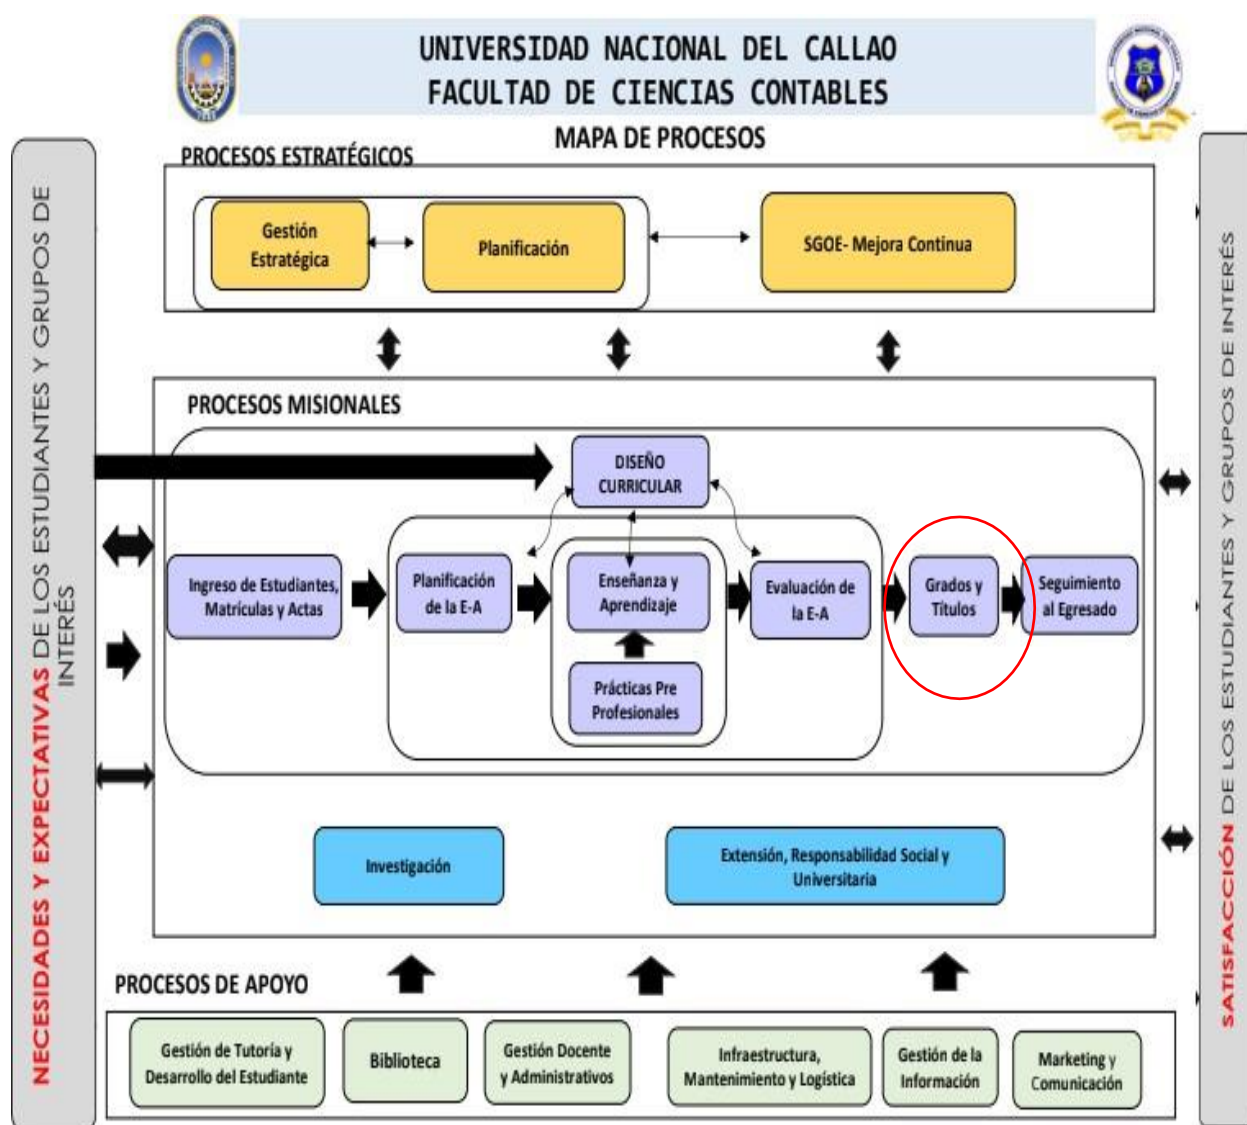 UNIVERSIDAD NACIONAL DEL CALLAO
FACULTAD DE CIENCIAS CONTABLES
MAPA DE PROCESOS
PROCESOS ESTRATÉGICOS
Gestión
Estratégica
Planificación
SGOE- Mejora Continua
NECESIDADES Y EXPECTATIVAS DE LOS ESTUDIANTES Y GRUPOS DE
INTERÉS
PROCESOS MISIONALES
DISEÑO
CURRICULAR
Ingreso de Estudiantes,
Matrículas y Actas
Planificación
de la E-A
Enseñanza y
Aprendizaje
Evaluación de
la E-A
Grados y
Títulos
Seguimiento
al Egresado
Prácticas Pre
Profesionales
Investigación
Extensión, Responsabilidad Social y
Universitaria
SATISFACCIÓN DE LOS ESTUDIANTES Y GRUPOS DE INTERÉS
PROCESOS DE APOYO
Gestión de Tutoría y
Desarrollo del Estudiante
Biblioteca
Gestión Docente
y Administrativos
Infraestructura,
Mantenimiento y Logística
Gestión de la
Información
Marketing y
Comunicación